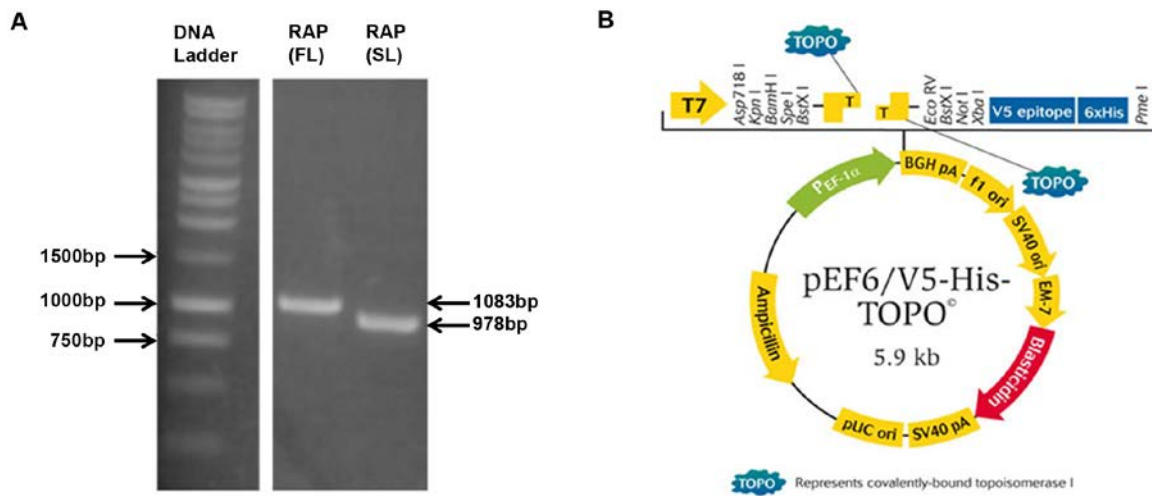 A
DNA
Ladder
RAP
(FL)
RAP
(SL)
1500bp
1000bp
750bp
1083bp
978bp
B
TOPO
T7
Asp718 I
Kpn I
BamH I
Spe I
BstX I
T
T
Eco RV
BstX I
Not I
Xba I
V5 epitope
6xHis
Pme I
TOPO
PEF-1α
BGH pA
f1 ori
SV40 ori
EM-7
Blasticidin
SV40 pA
pUC ori
Ampicillin
pEF6/V5-His-
TOPO©
5.9 kb
TOPO Represents covalently-bound topoisomerase I